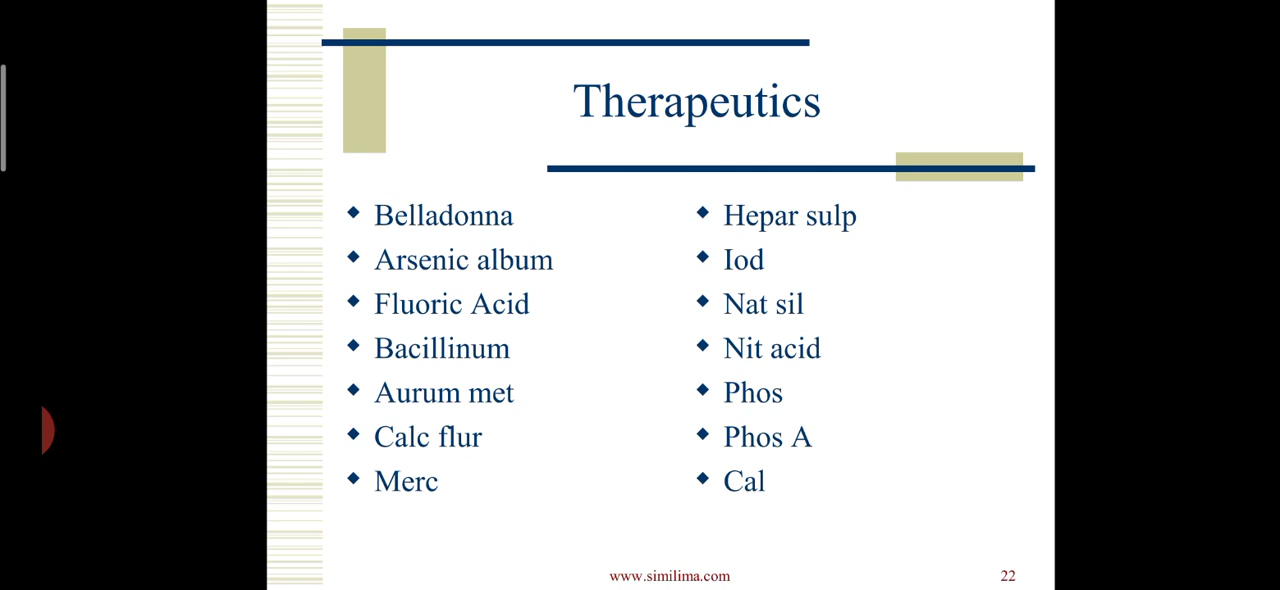 Therapeutics
Belladonna
Arsenic album
Fluoric Acid
Bacillinum
Aurum met
Calc flur
Merc
Hepar sulp
Iod
Nat sil
Nit acid
Phos
Phos A
Cal
www.similima.com
22